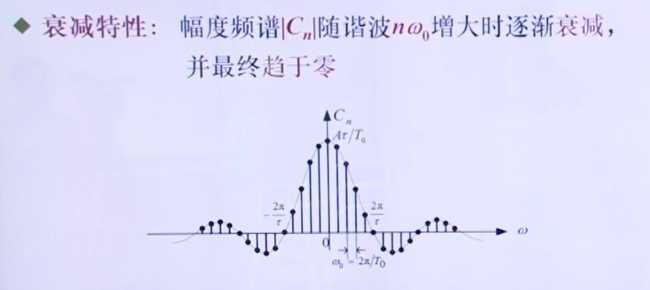 ◆ 衰减特性: 幅度频谱|Cₙ|随谐波nω₀增大时逐渐衰减,
并最终趋于零
Cₙ
Aτ/T₀
-2π/τ
2π/τ
0
ω
ω₀ = 2π/T₀